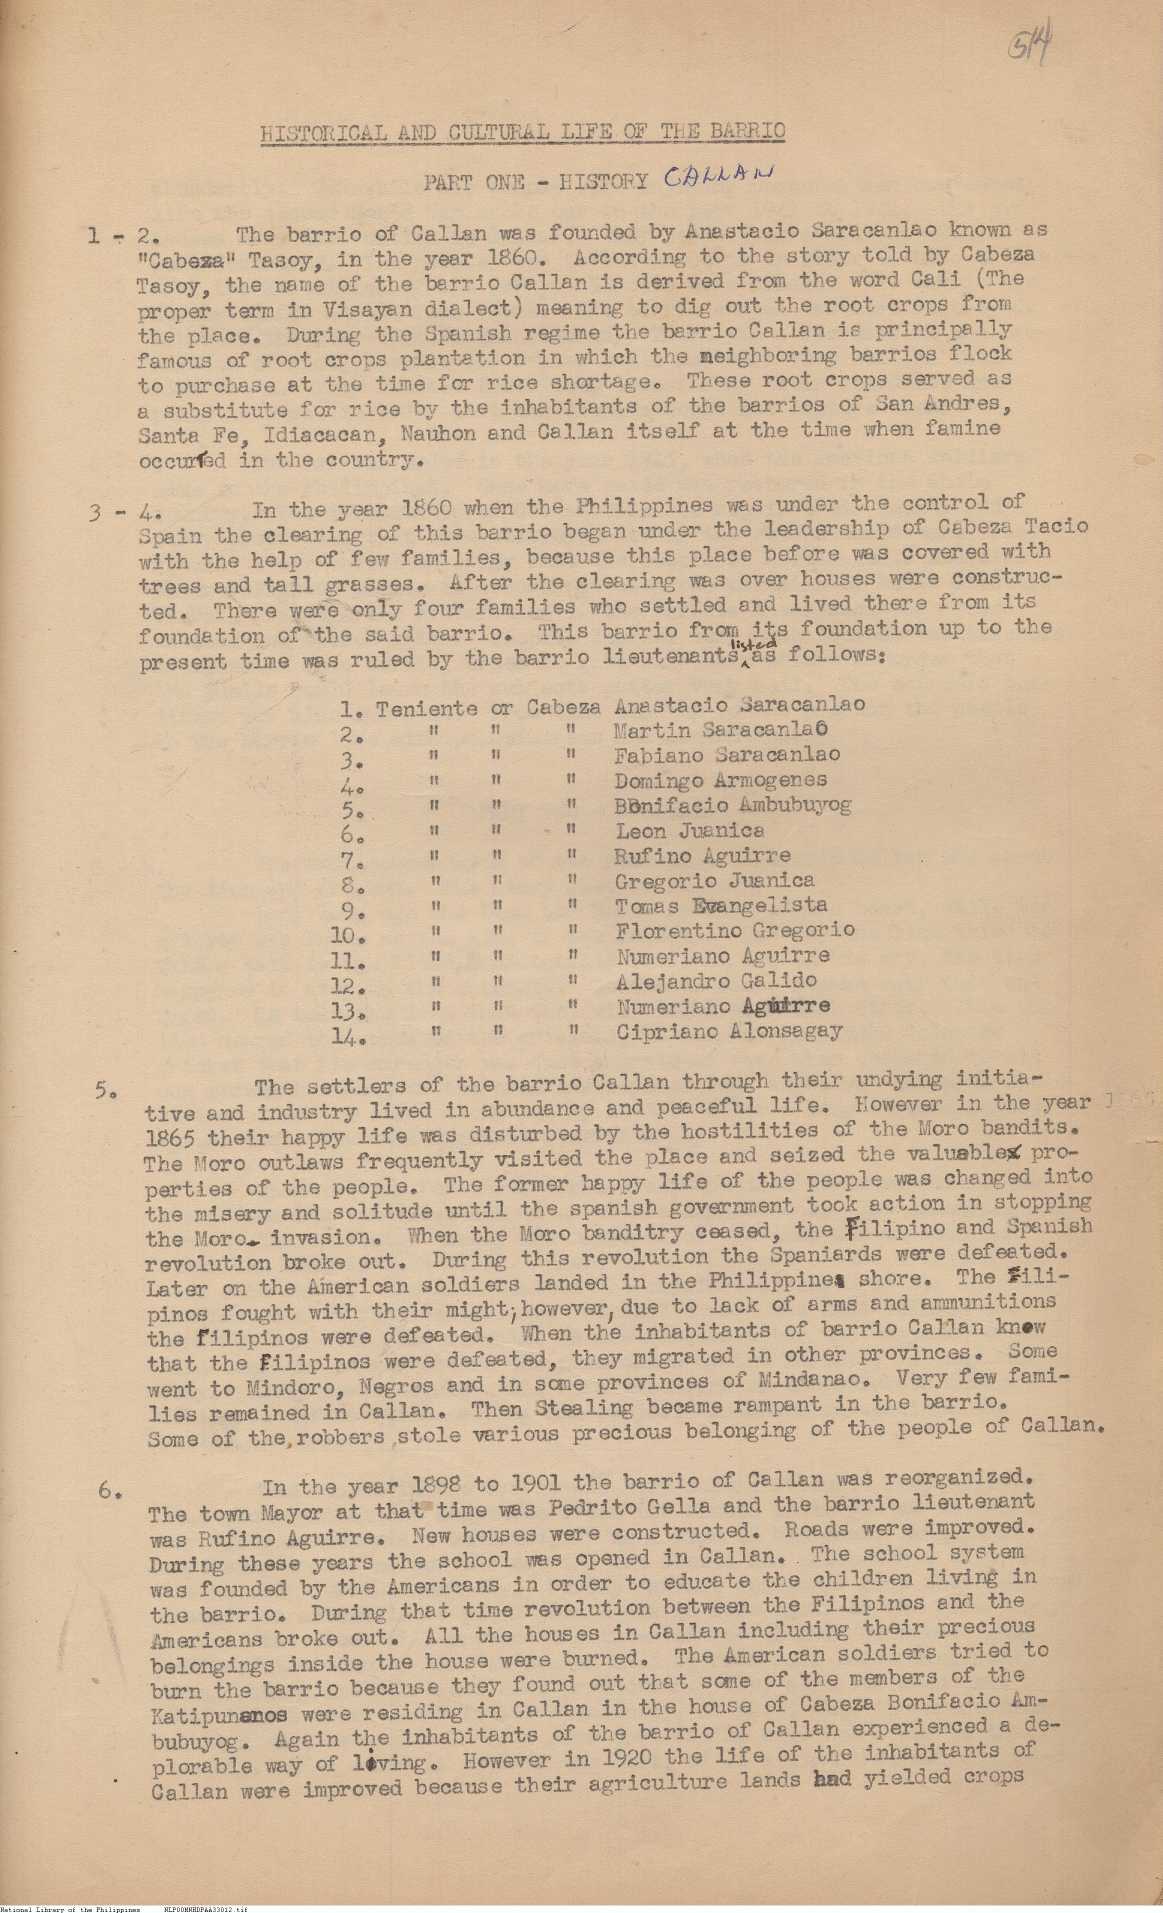 54
HISTORICAL AND CULTURAL LIFE OF THE BARRIO
PART ONE - HISTORY CALLAN
1 - 2. The barrio of Callan was founded by Anastacio Saracanlao known as
"Cabeza" Tasoy, in the year 1860. According to the story told by Cabeza
Tasoy, the name of the barrio Callan is derived from the word Cali (The
proper term in Visayan dialect) meaning to dig out the root crops from
the place. During the Spanish regime the barrio Callan is principally
famous of root crops plantation in which the neighboring barrios flock
to purchase at the time for rice shortage. These root crops served as
a substitute for rice by the inhabitants of the barrios of San Andres,
Santa Fe, Idiacacan, Nauhon and Callan itself at the time when famine
occurred in the country.
3 - 4. In the year 1860 when the Philippines was under the control of
Spain the clearing of this barrio began under the leadership of Cabeza Tacio
with the help of few families, because this place before was covered with
trees and tall grasses. After the clearing was over houses were construc-
ted. There were only four families who settled and lived there from its
foundation of the said barrio. This barrio from its foundation up to the
present time was ruled by the barrio lieutenants listed as follows:
1. Teniente or Cabeza Anastacio Saracanlao
2. " " " Martin Saracanlao
3. " " " Fabiano Saracanlao
4. " " " Domingo Armogenes
5. " " " Bonifacio Ambubuyog
6. " " " Leon Juanica
7. " " " Rufino Aguirre
8. " " " Gregorio Juanica
9. " " " Tomas Evangelista
10. " " " Florentino Gregorio
11. " " " Numeriano Aguirre
12. " " " Alejandro Galido
13. " " " Numeriano Aguirre
14. " " " Cipriano Alonsagay
5. The settlers of the barrio Callan through their undying initia-
tive and industry lived in abundance and peaceful life. However in the year
1865 their happy life was disturbed by the hostilities of the Moro bandits.
The Moro outlaws frequently visited the place and seized the valuable pro-
perties of the people. The former happy life of the people was changed into
the misery and solitude until the spanish government took action in stopping
the Moro invasion. When the Moro banditry ceased, the Filipino and Spanish
revolution broke out. During this revolution the Spaniards were defeated.
Later on the American soldiers landed in the Philippines shore. The Fili-
pinos fought with their might; however, due to lack of arms and ammunitions
the Filipinos were defeated. When the inhabitants of barrio Callan knew
that the Filipinos were defeated, they migrated in other provinces. Some
went to Mindoro, Negros and in some provinces of Mindanao. Very few fami-
lies remained in Callan. Then Stealing became rampant in the barrio.
Some of the robbers stole various precious belonging of the people of Callan.
6. In the year 1898 to 1901 the barrio of Callan was reorganized.
The town Mayor at that time was Pedrito Gella and the barrio lieutenant
was Rufino Aguirre. New houses were constructed. Roads were improved.
During these years the school was opened in Callan. The school system
was founded by the Americans in order to educate the children living in
the barrio. During that time revolution between the Filipinos and the
Americans broke out. All the houses in Callan including their precious
belongings inside the house were burned. The American soldiers tried to
burn the barrio because they found out that some of the members of the
Katipunanos were residing in Callan in the house of Cabeza Bonifacio Am-
bubuyog. Again the inhabitants of the barrio of Callan experienced a de-
plorable way of living. However in 1920 the life of the inhabitants of
Callan were improved because their agriculture lands had yielded crops
National Library of the Philippines NLP00MNHDPAA33012.tif